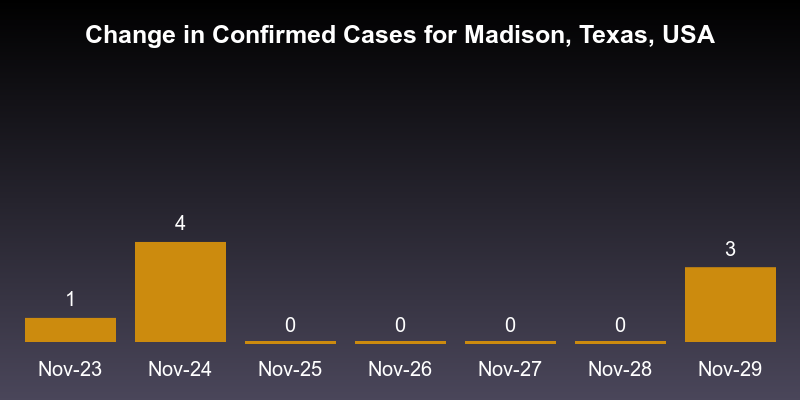 Change in Confirmed Cases for Madison, Texas, USA
4
3
1
0 0 0 0
Nov-23 Nov-24 Nov-25 Nov-26 Nov-27 Nov-28 Nov-29